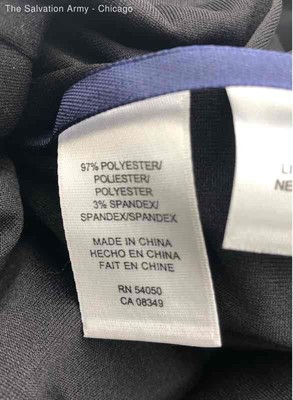 The Salvation Army - Chicago
97% POLYESTER/
POLIESTER/
POLYESTER
3% SPANDEX/
SPANDEX/SPANDEX
MADE IN CHINA
HECHO EN CHINA
FAIT EN CHINE
RN 54050
CA 08349